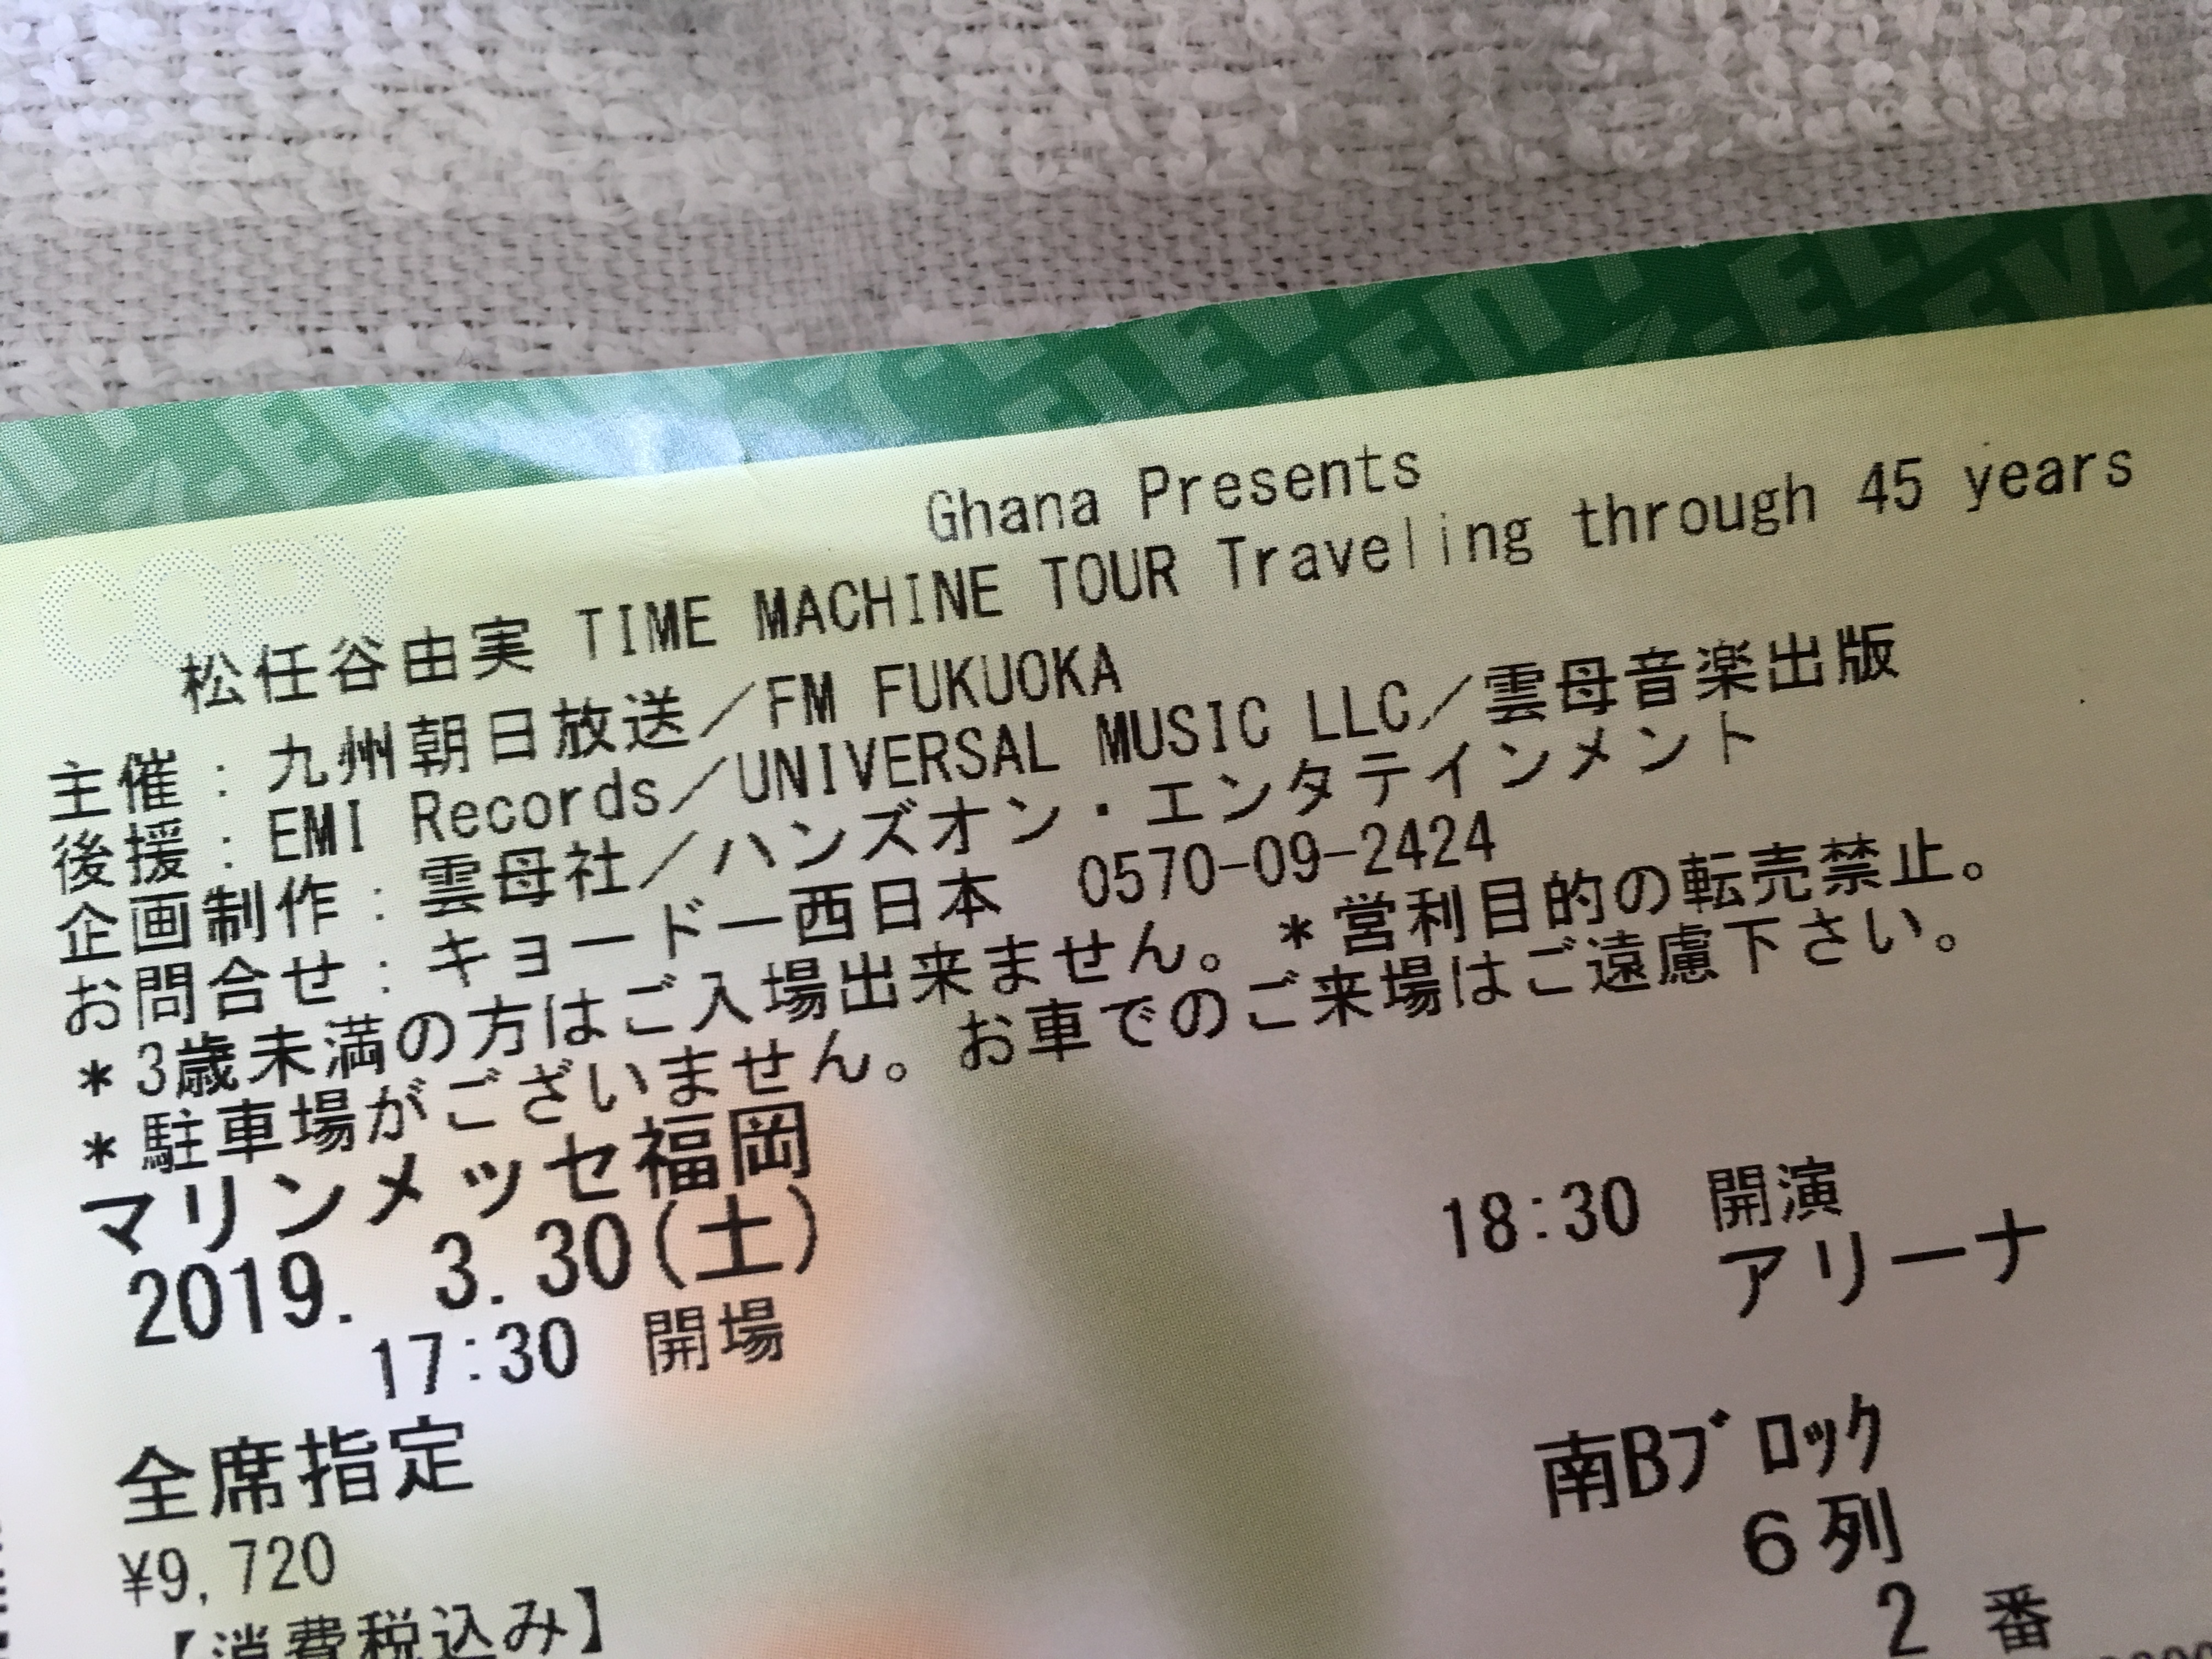 COPY
Ghana Presents
松任谷由実 TIME MACHINE TOUR Traveling through 45 years
主催：九州朝日放送／FM FUKUOKA
後援：EMI Records／UNIVERSAL MUSIC LLC／雲母音楽出版
企画制作：雲母社／ハンズオン・エンタテインメント
お問合せ：キョードー西日本 0570-09-2424
＊3歳未満の方はご入場出来ません。＊営利目的の転売禁止。
＊駐車場がございません。お車でのご来場はご遠慮下さい。
マリンメッセ福岡
2019. 3.30(土) 18:30 開演
17:30 開場 アリーナ
全席指定 南Bﾌﾞﾛｯｸ
¥9,720 6列
【消費税込み】 2 番